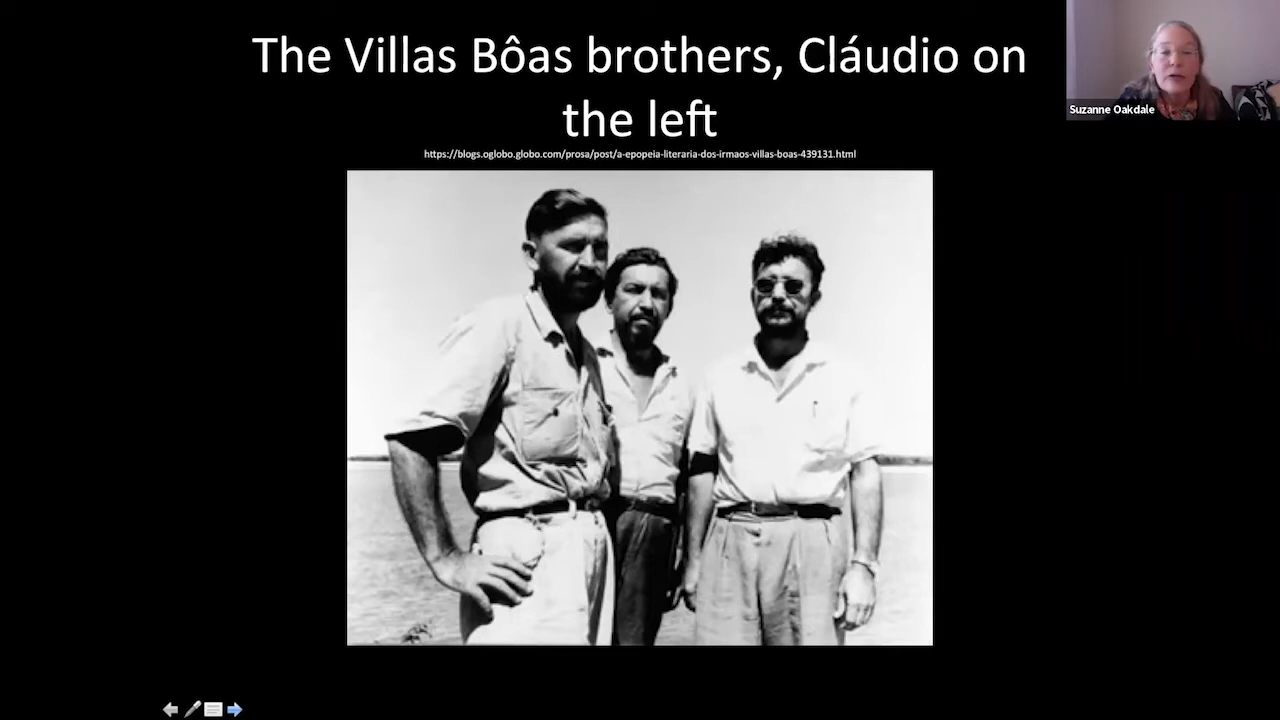 The Villas Bôas brothers, Cláudio on
the left
https://blogs.oglobo.globo.com/prosa/post/a-epopeia-literaria-dos-irmaos-villas-boas-439131.html
Suzanne Oakdale